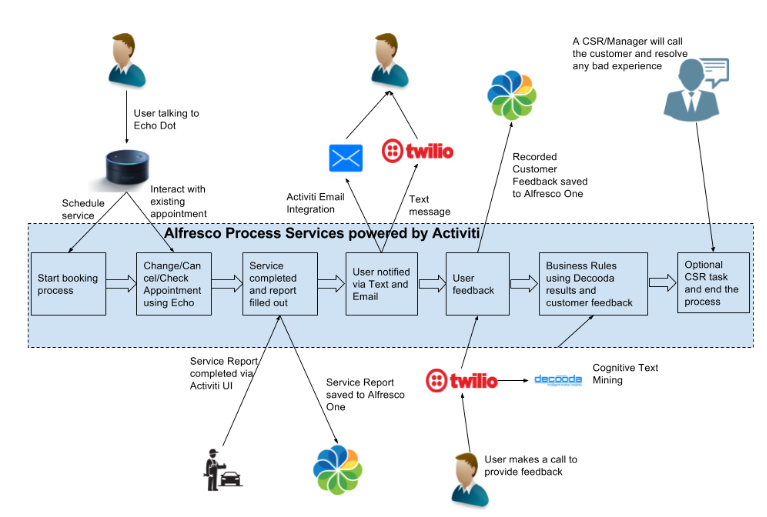 A CSR/Manager will call
the customer and resolve
any bad experience
User talking to
Echo Dot
twilio
Recorded
Customer
Feedback saved
to Alfresco One
Schedule
service
Interact with
existing
appointment
Activiti Email
Integration
Text
message
Alfresco Process Services powered by Activiti
Start booking
process
Change/Can
cel/Check
Appointment
using Echo
Service
completed
and report
filled out
User notified
via Text and
Email
User
feedback
Business Rules
using Decooda
results and
customer feedback
Optional
CSR task
and end the
process
Service Report
completed via
Activiti UI
Service Report
saved to Alfresco
One
twilio
decooda
Cognitive Text
Mining
User makes a call to
provide feedback